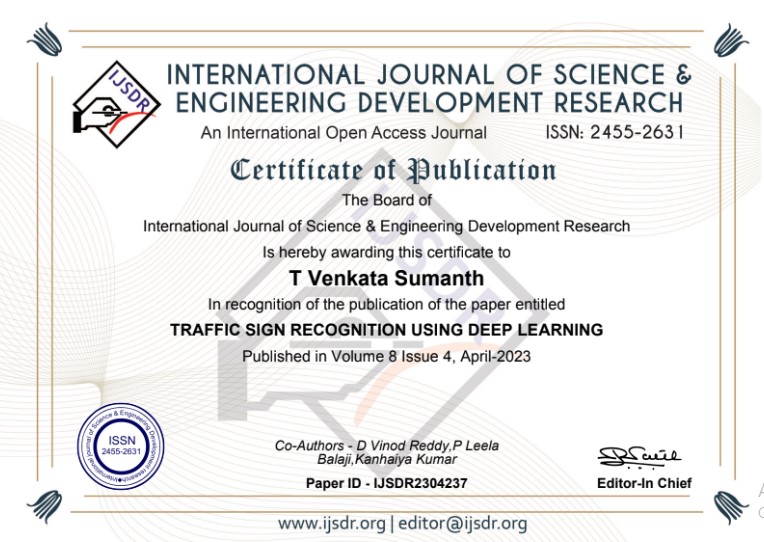 IJSDR
INTERNATIONAL JOURNAL OF SCIENCE &
ENGINEERING DEVELOPMENT RESEARCH
An International Open Access Journal ISSN: 2455-2631
Certificate of Publication
The Board of
International Journal of Science & Engineering Development Research
Is hereby awarding this certificate to
T Venkata Sumanth
In recognition of the publication of the paper entitled
TRAFFIC SIGN RECOGNITION USING DEEP LEARNING
Published in Volume 8 Issue 4, April-2023
IJSDR
International Journal of Science & Engineering Development research
ISSN
2455-2631
Co-Authors - D Vinod Reddy,P Leela
Balaji,Kanhaiya Kumar
Paper ID - IJSDR2304237
Editor-In Chief
www.ijsdr.org | editor@ijsdr.org